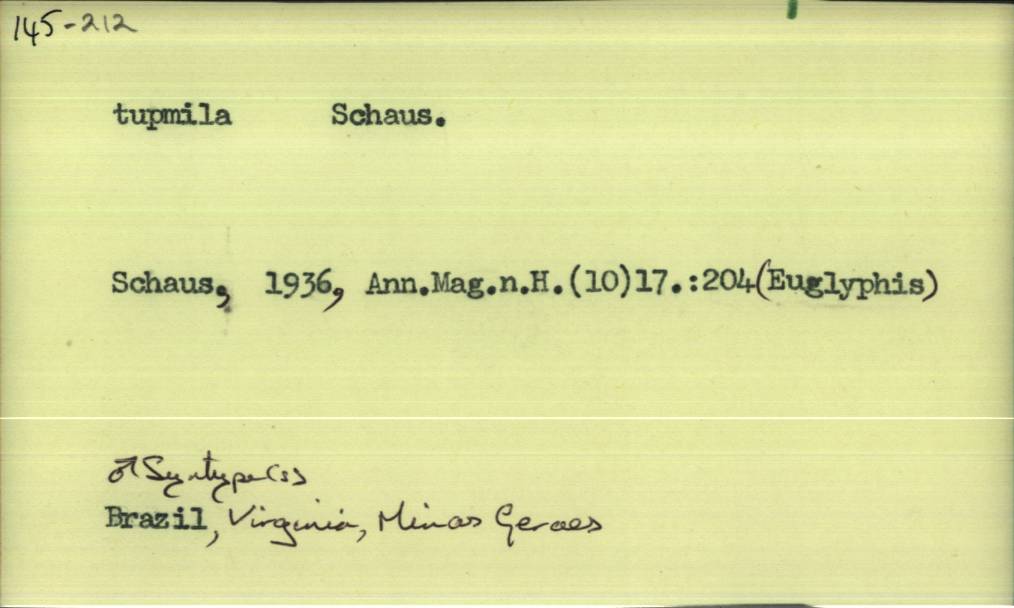 145-212
tupmila Schaus.
Schaus, 1936, Ann.Mag.n.H.(10)17.:204(Euglyphis)
♂ Syntype(s)
Brazil, Virginia, Minas Geraes